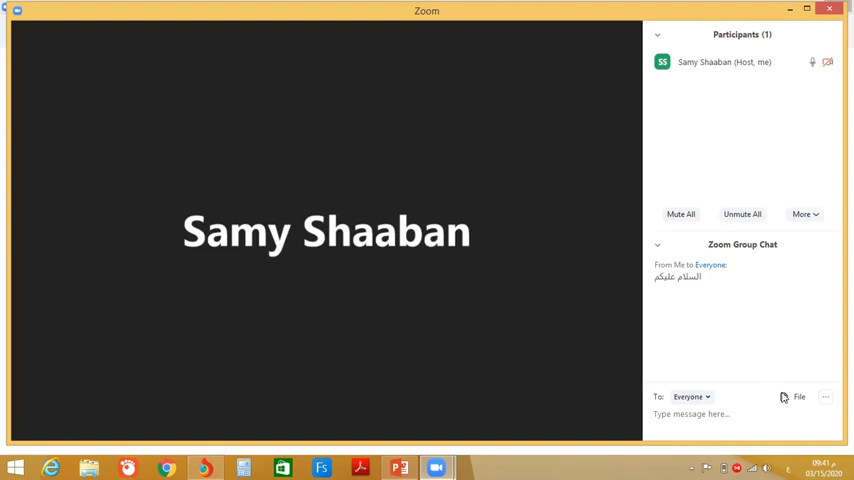 Zoom
Samy Shaaban
Participants (1)
SS
Samy Shaaban (Host, me)
Mute All
Unmute All
More
Zoom Group Chat
From Me to Everyone:
السلام عليكم
To:
Everyone
File
Type message here...
Fs
P
ع
09:41 م
03/15/2020